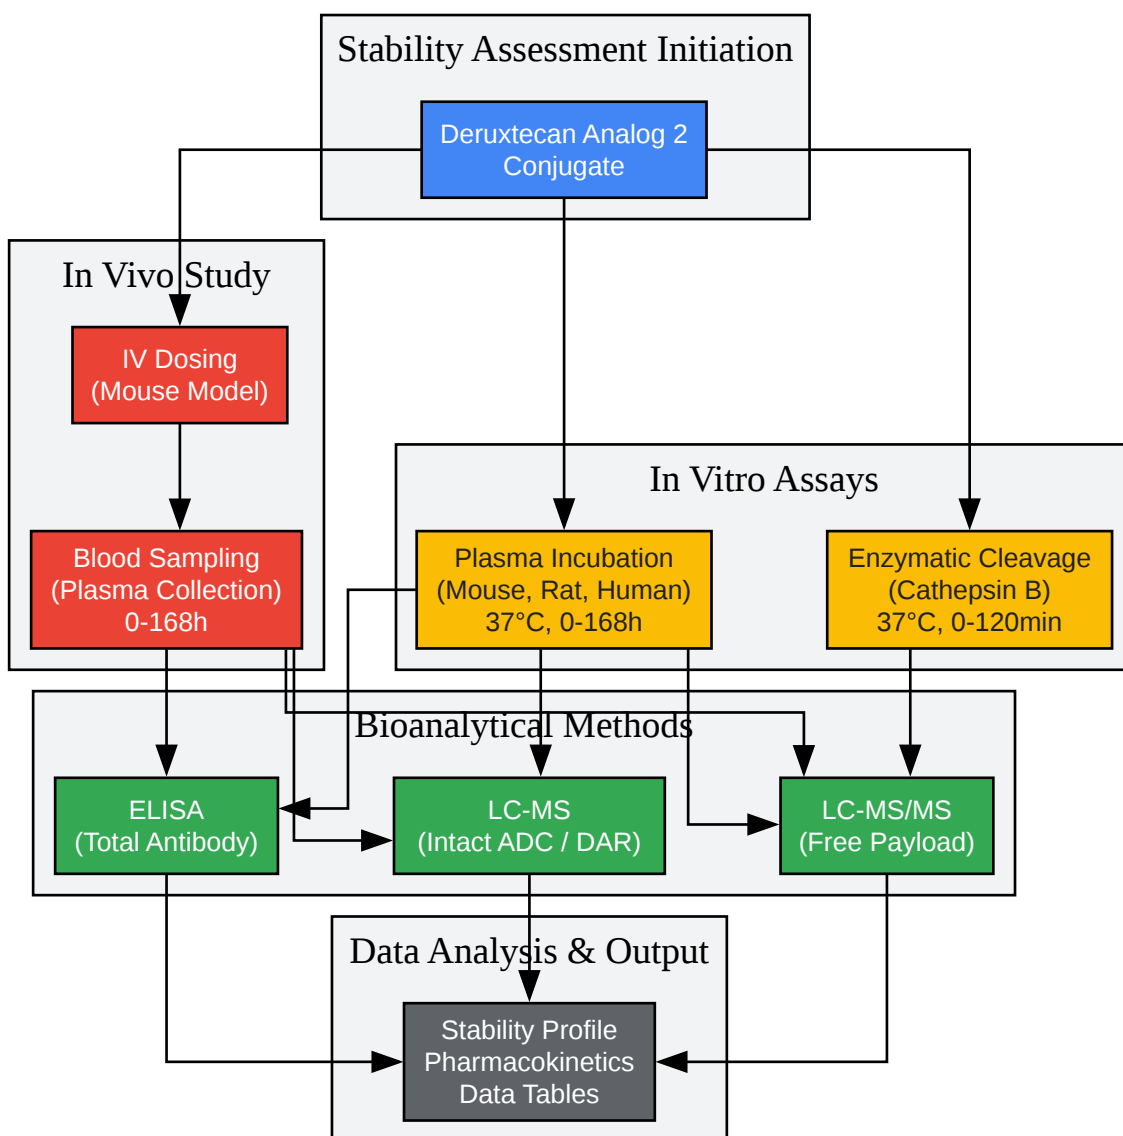 Stability Assessment Initiation
Deruxtecan Analog 2
Conjugate
In Vivo Study
IV Dosing
(Mouse Model)
Blood Sampling
(Plasma Collection)
0-168h
In Vitro Assays
Plasma Incubation
(Mouse, Rat, Human)
37°C, 0-168h
Enzymatic Cleavage
(Cathepsin B)
37°C, 0-120min
Bioanalytical Methods
ELISA
(Total Antibody)
LC-MS
(Intact ADC / DAR)
LC-MS/MS
(Free Payload)
Data Analysis & Output
Stability Profile
Pharmacokinetics
Data Tables